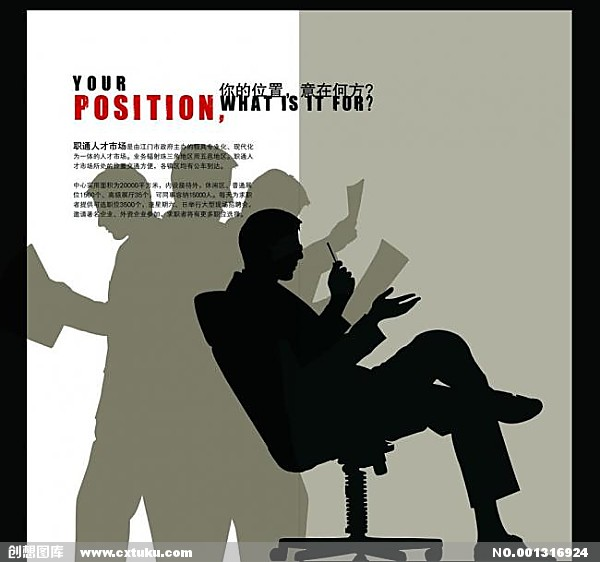 YOUR
POSITION,
你的位置，意在何方?
WHAT IS IT FOR?
职通人才市场是由江门市政府主办的颇具专业化、现代化
为一体的人才市场。业务辐射珠三角地区用五邑地区。职通人
才市场所处的位置交通方便，各镇区均有公车到达。
中心实用面积为20000平方米，内设接待外，休闲区、普通展
位1500个、高级展厅35个，可同事容纳15000人。每天为求职
者提供可选职位3500个，逢星期六、日举行大型现场招聘会，
邀请著名企业、外资企业参加，求职者将有更多职位选择。
创想图库 www.cxtuku.com
NO.001316924